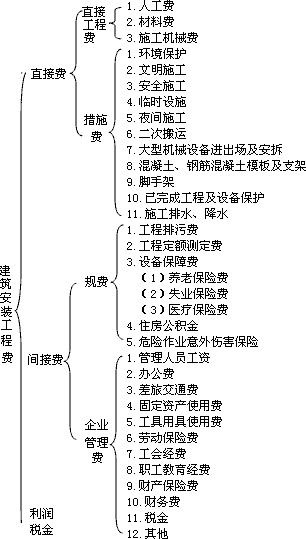 建筑安装工程费
直接费
直接工程费
1. 人工费
2. 材料费
3. 施工机械费
措施费
1. 环境保护
2. 文明施工
3. 安全施工
4. 临时设施
5. 夜间施工
6. 二次搬运
7. 大型机械设备进出场及安拆
8. 混凝土、钢筋混凝土模板及支架
9. 脚手架
10. 已完成工程及设备保护
11. 施工排水、降水
间接费
规费
1. 工程排污费
2. 工程定额测定费
3. 设备保障费
（1）养老保险费
（2）失业保险费
（3）医疗保险费
4. 住房公积金
5. 危险作业意外伤害保险
企业管理费
1. 管理人员工资
2. 办公费
3. 差旅交通费
4. 固定资产使用费
5. 工具用具使用费
6. 劳动保险费
7. 工会经费
8. 职工教育经费
9. 财产保险费
10. 财务费
11. 税金
12. 其他
利润
税金